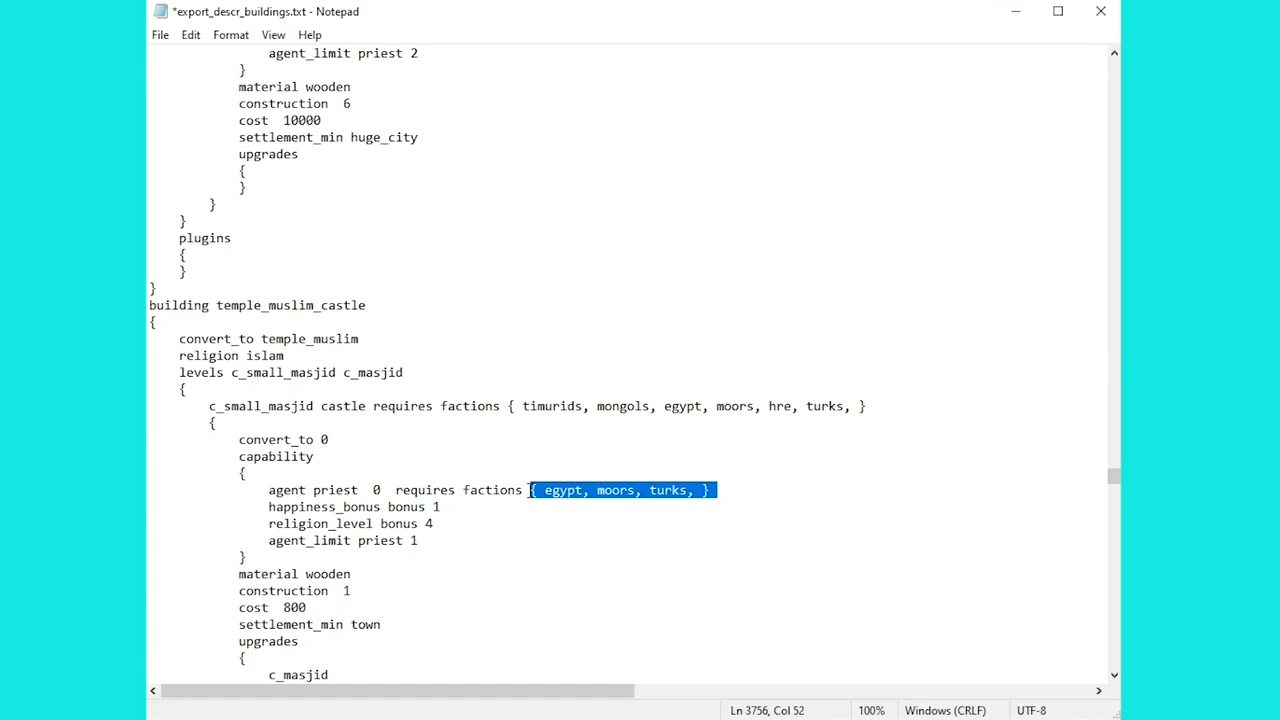 *export_descr_buildings.txt - Notepad
File Edit Format View Help
agent_limit priest 2
}
material wooden
construction 6
cost 10000
settlement_min huge_city
upgrades
{
}
}
}
plugins
{
}
}
building temple_muslim_castle
{
convert_to temple_muslim
religion islam
levels c_small_masjid c_masjid
{
c_small_masjid castle requires factions { timurids, mongols, egypt, moors, hre, turks, }
{
convert_to 0
capability
{
agent priest 0 requires factions { egypt, moors, turks, }
happiness_bonus bonus 1
religion_level bonus 4
agent_limit priest 1
}
material wooden
construction 1
cost 800
settlement_min town
upgrades
{
c_masjid
Ln 3756, Col 52 100% Windows (CRLF) UTF-8